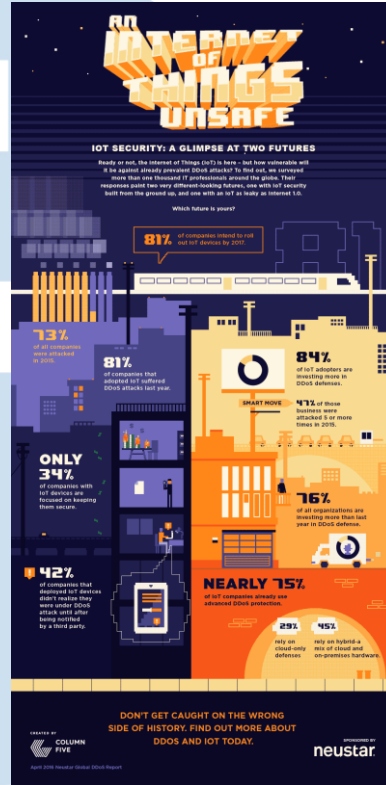 AN
INTERNET
OF
THINGS
UNSAFE
IOT SECURITY: A GLIMPSE AT TWO FUTURES
Ready or not, the Internet of Things (IoT) is here – but how vulnerable will
it be against already prevalent DDoS attacks? To find out, we surveyed
more than one thousand IT professionals around the globe. Their
responses paint two very different-looking futures, one with IoT security
built from the ground up, and one with an IoT as leaky as Internet 1.0.
Which future is yours?
81%
of companies intend to roll
out IoT devices by 2017.
73%
of all companies
were attacked
in 2015.
81%
of companies that
adopted IoT suffered
DDoS attacks last year.
ONLY
34%
of companies with
IoT devices are
focused on keeping
them secure.
42%
of companies that
deployed IoT devices
didn't realize they
were under DDoS
attack until after
being notified
by a third party.
84%
of IoT adopters are
investing more in
DDoS defenses.
SMART MOVE
47% of those
business were
attacked 5 or more
times in 2015.
76%
of all organizations are
investing more than last
year in DDoS defense.
NEARLY 75%
of IoT companies already use
advanced DDoS protection.
29%
rely on
cloud-only
defenses
45%
rely on hybrid-a
mix of cloud and
on-premises hardware
DON'T GET CAUGHT ON THE WRONG
SIDE OF HISTORY. FIND OUT MORE ABOUT
DDOS AND IOT TODAY.
CREATED BY
COLUMN
FIVE
SPONSORED BY
neustar
April 2016 Neustar Global DDoS Report